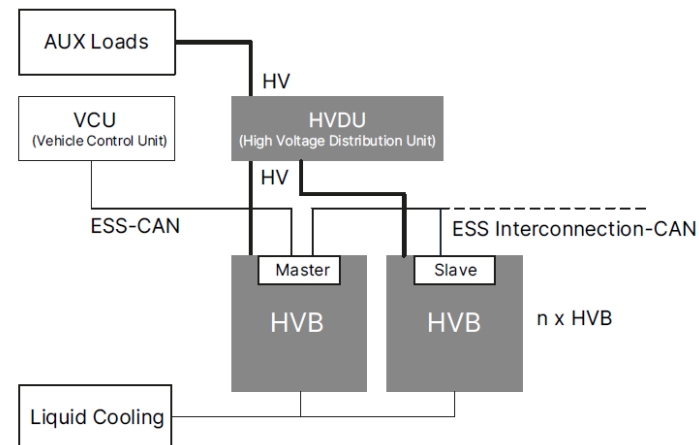 AUX Loads
HV
VCU
(Vehicle Control Unit)
HVDU
(High Voltage Distribution Unit)
HV
ESS-CAN
ESS Interconnection-CAN
Master
Slave
HVB
HVB
n x HVB
Liquid Cooling